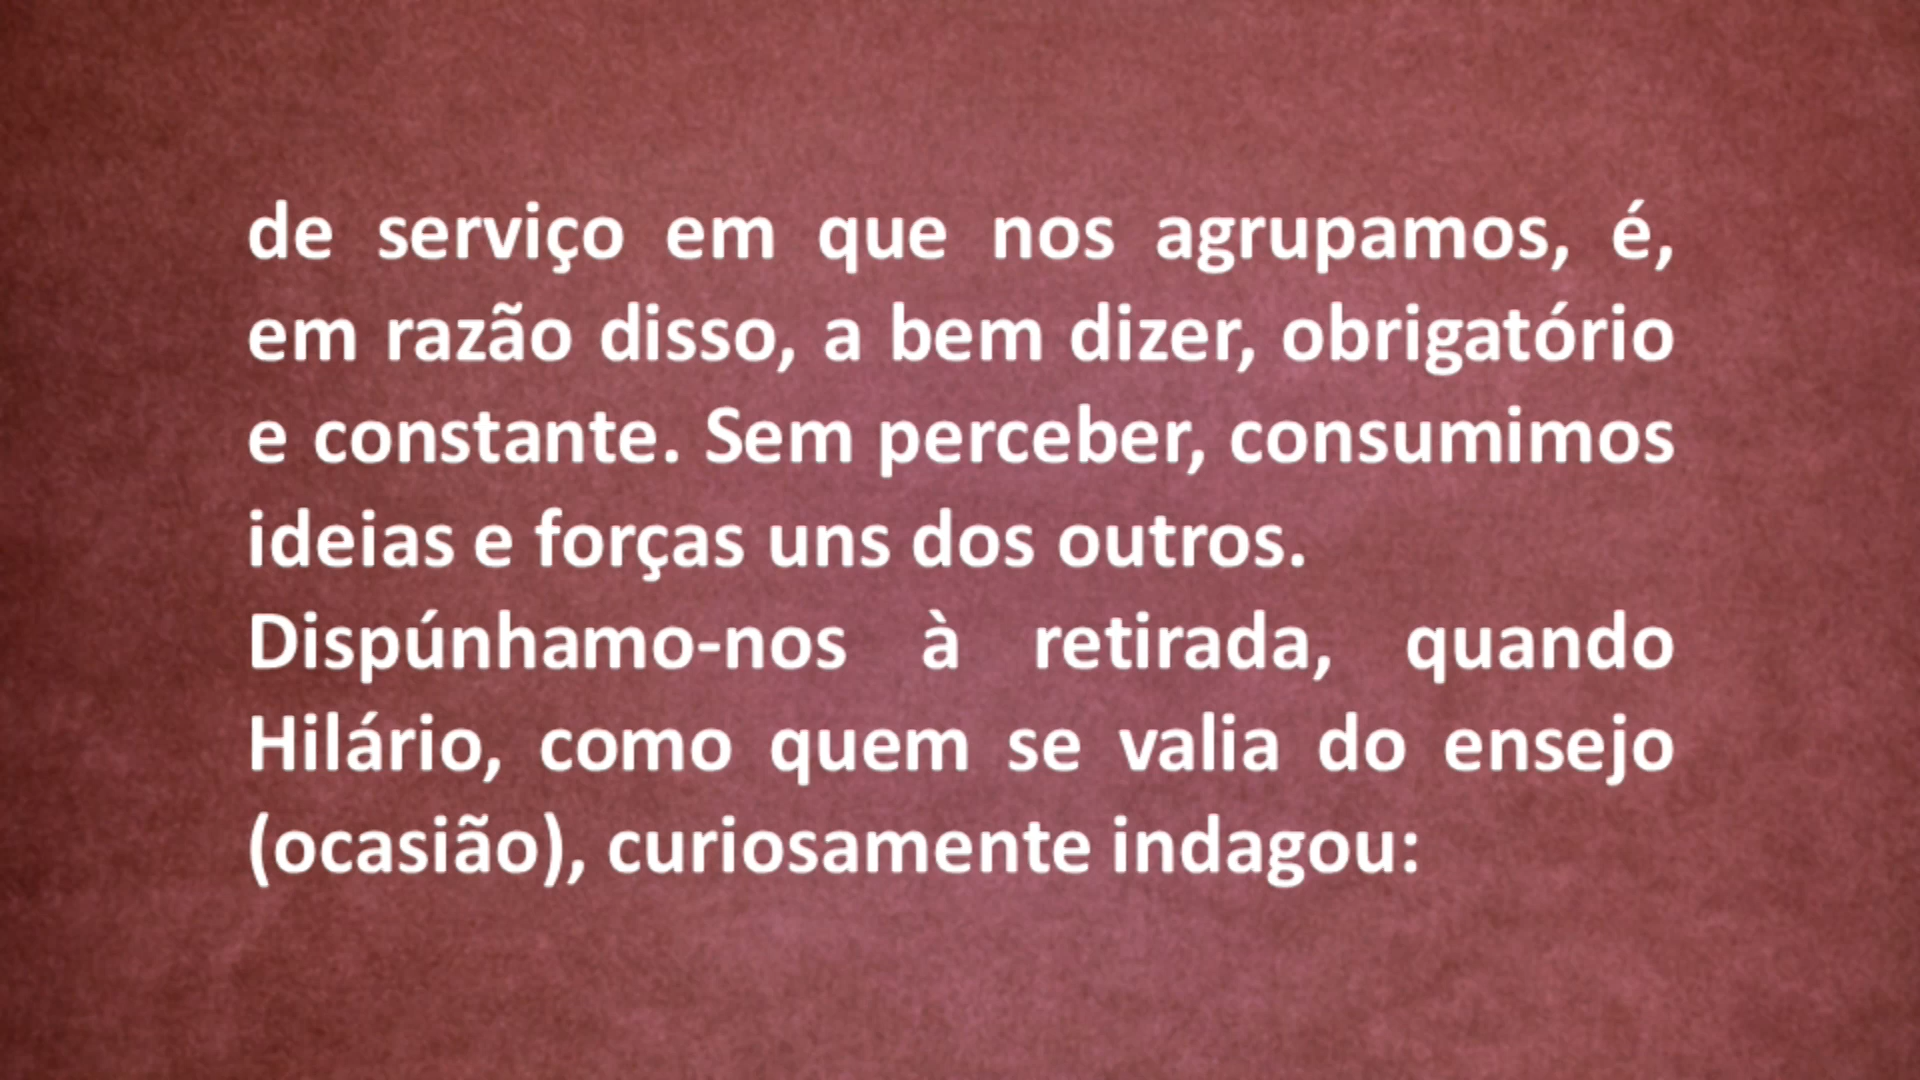 de serviço em que nos agrupamos, é,
em razão disso, a bem dizer, obrigatório
e constante. Sem perceber, consumimos
ideias e forças uns dos outros.
Dispúnhamo-nos à retirada, quando
Hilário, como quem se valia do ensejo
(ocasião), curiosamente indagou: